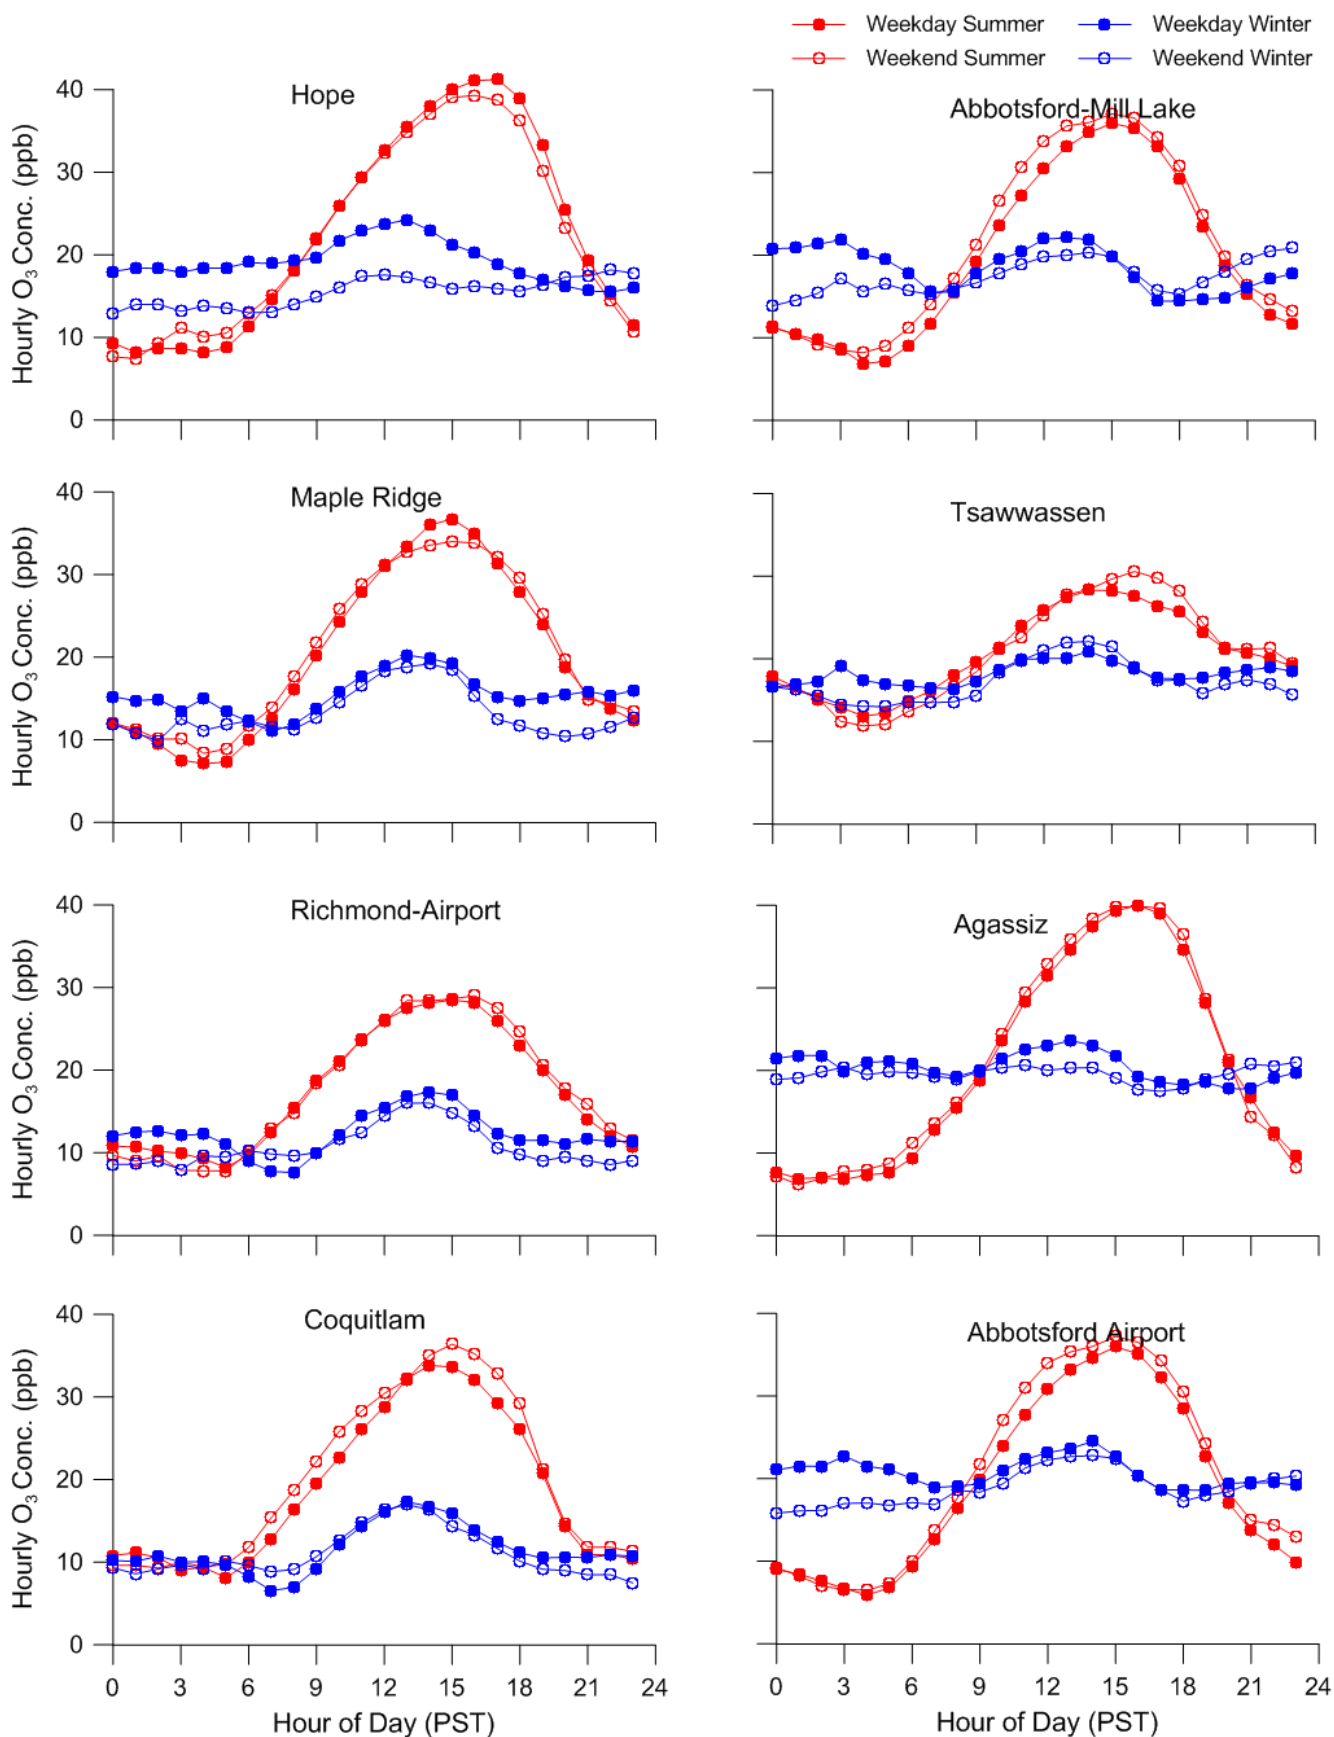 Weekday Summer Weekday Winter
Weekend Summer Weekend Winter
Hope
Abbotsford-Mill Lake
Hourly O₃ Conc. (ppb)
40
30
20
10
0
Maple Ridge
Tsawwassen
Hourly O₃ Conc. (ppb)
40
30
20
10
0
Richmond-Airport
Agassiz
Hourly O₃ Conc. (ppb)
40
30
20
10
0
Coquitlam
Abbotsford Airport
Hourly O₃ Conc. (ppb)
40
30
20
10
0
0 3 6 9 12 15 18 21 24
0 3 6 9 12 15 18 21 24
Hour of Day (PST)
Hour of Day (PST)